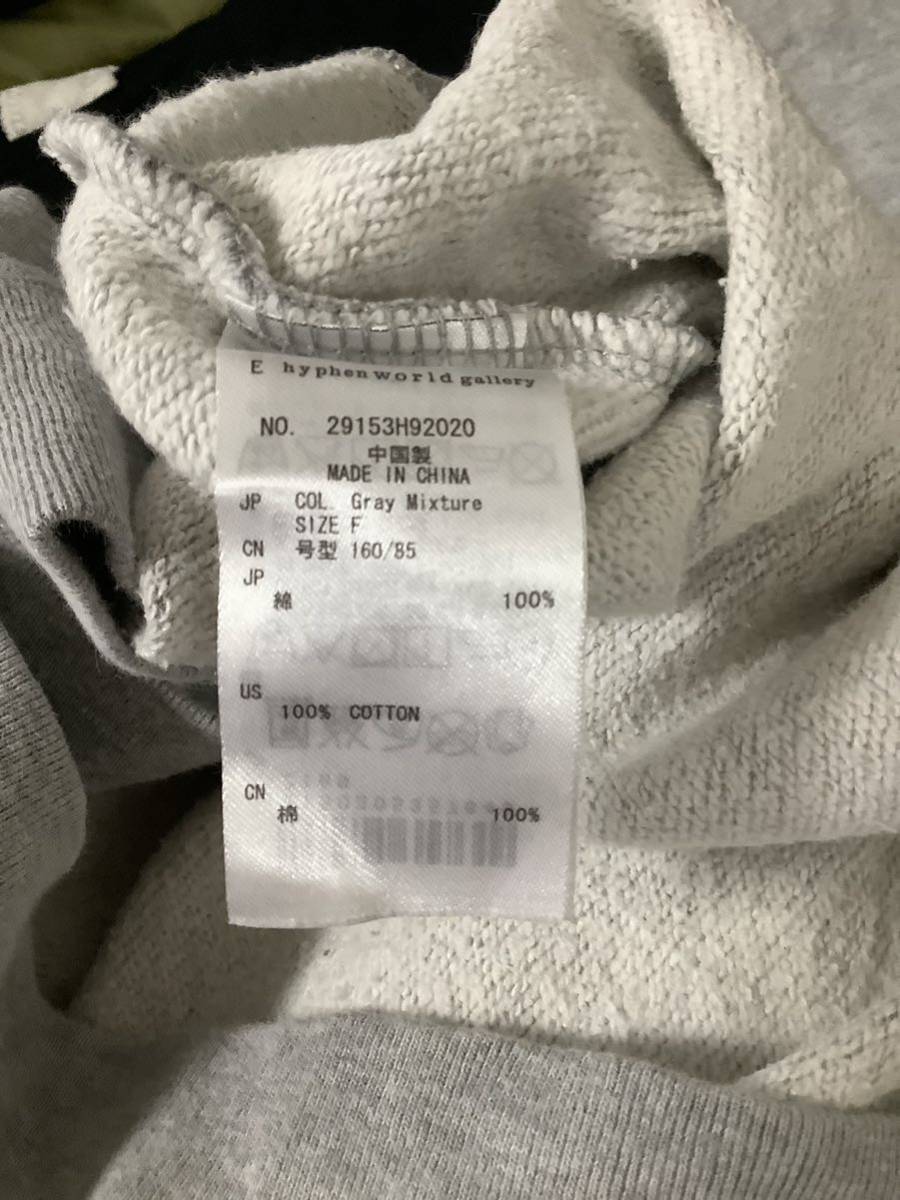 E hyphen world gallery
NO. 29153H92020
中国製
MADE IN CHINA
JP COL. Gray Mixture
SIZE F
CN 号型 160/85
JP
綿 100%
US
100% COTTON
CN
棉 100%